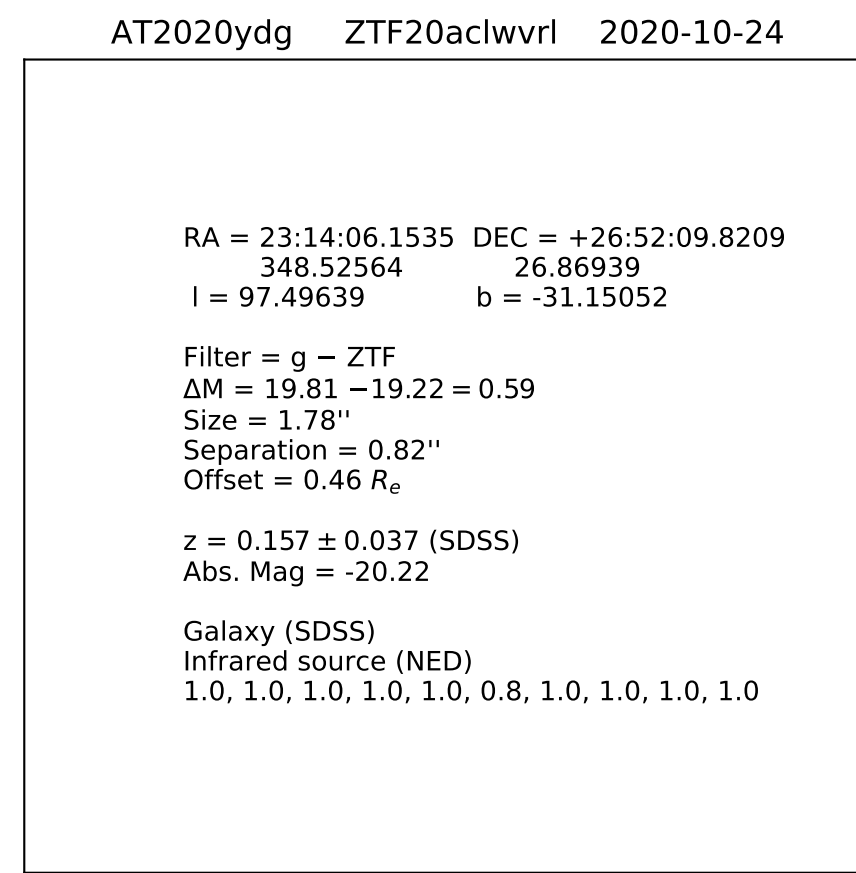 AT2020ydg ZTF20aclwvrl 2020-10-24
RA = 23:14:06.1535 DEC = +26:52:09.8209
348.52564 26.86939
l = 97.49639 b = -31.15052
Filter = g − ZTF
ΔM = 19.81 −19.22 = 0.59
Size = 1.78''
Separation = 0.82''
Offset = 0.46 Re
z = 0.157 ± 0.037 (SDSS)
Abs. Mag = -20.22
Galaxy (SDSS)
Infrared source (NED)
1.0, 1.0, 1.0, 1.0, 1.0, 0.8, 1.0, 1.0, 1.0, 1.0